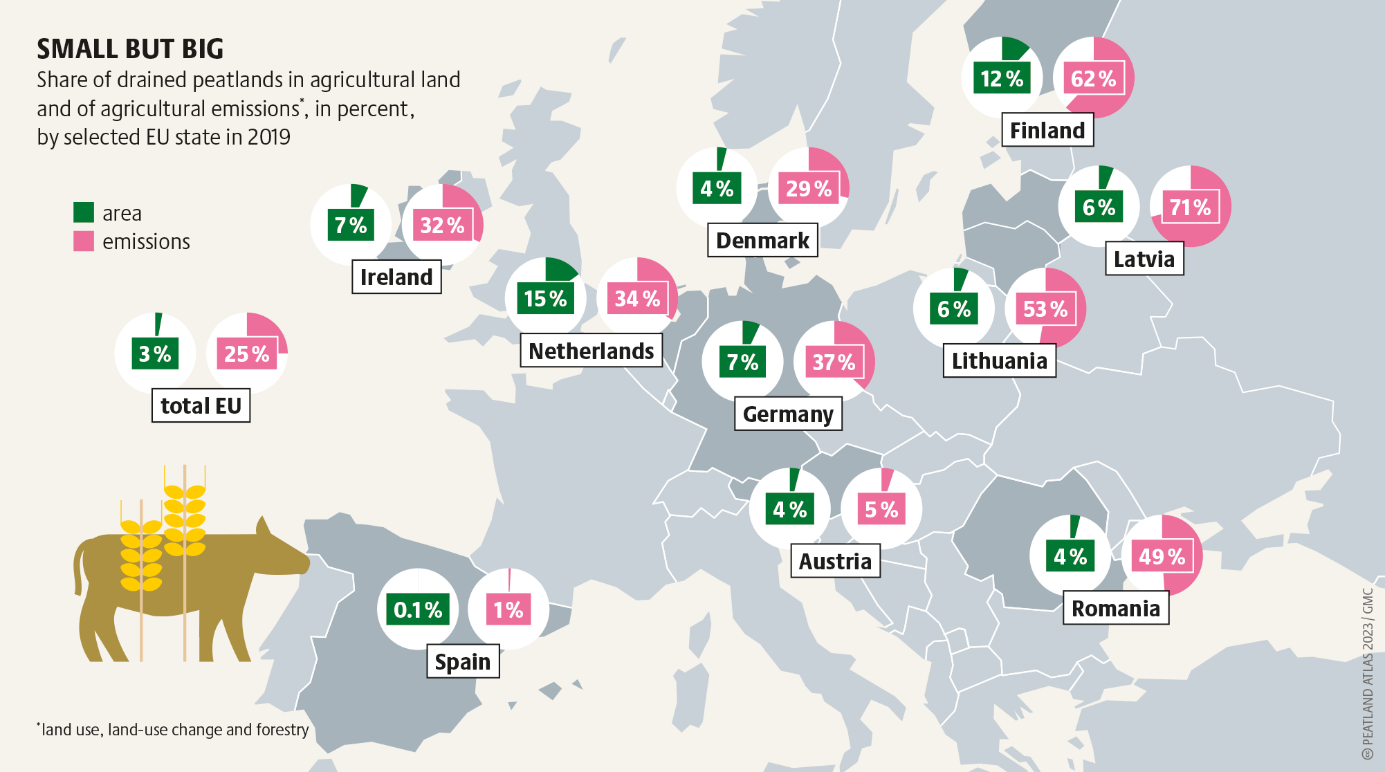 SMALL BUT BIG
Share of drained peatlands in agricultural land
and of agricultural emissions*, in percent,
by selected EU state in 2019
area
emissions
12 %
62 %
Finland
4 %
29 %
Denmark
6 %
71 %
Latvia
7 %
32 %
Ireland
15 %
34 %
Netherlands
6 %
53 %
Lithuania
3 %
25 %
total EU
7 %
37 %
Germany
4 %
5 %
Austria
4 %
49 %
Romania
0.1 %
1 %
Spain
*land use, land-use change and forestry
© PEATLAND ATLAS 2023 / GMC